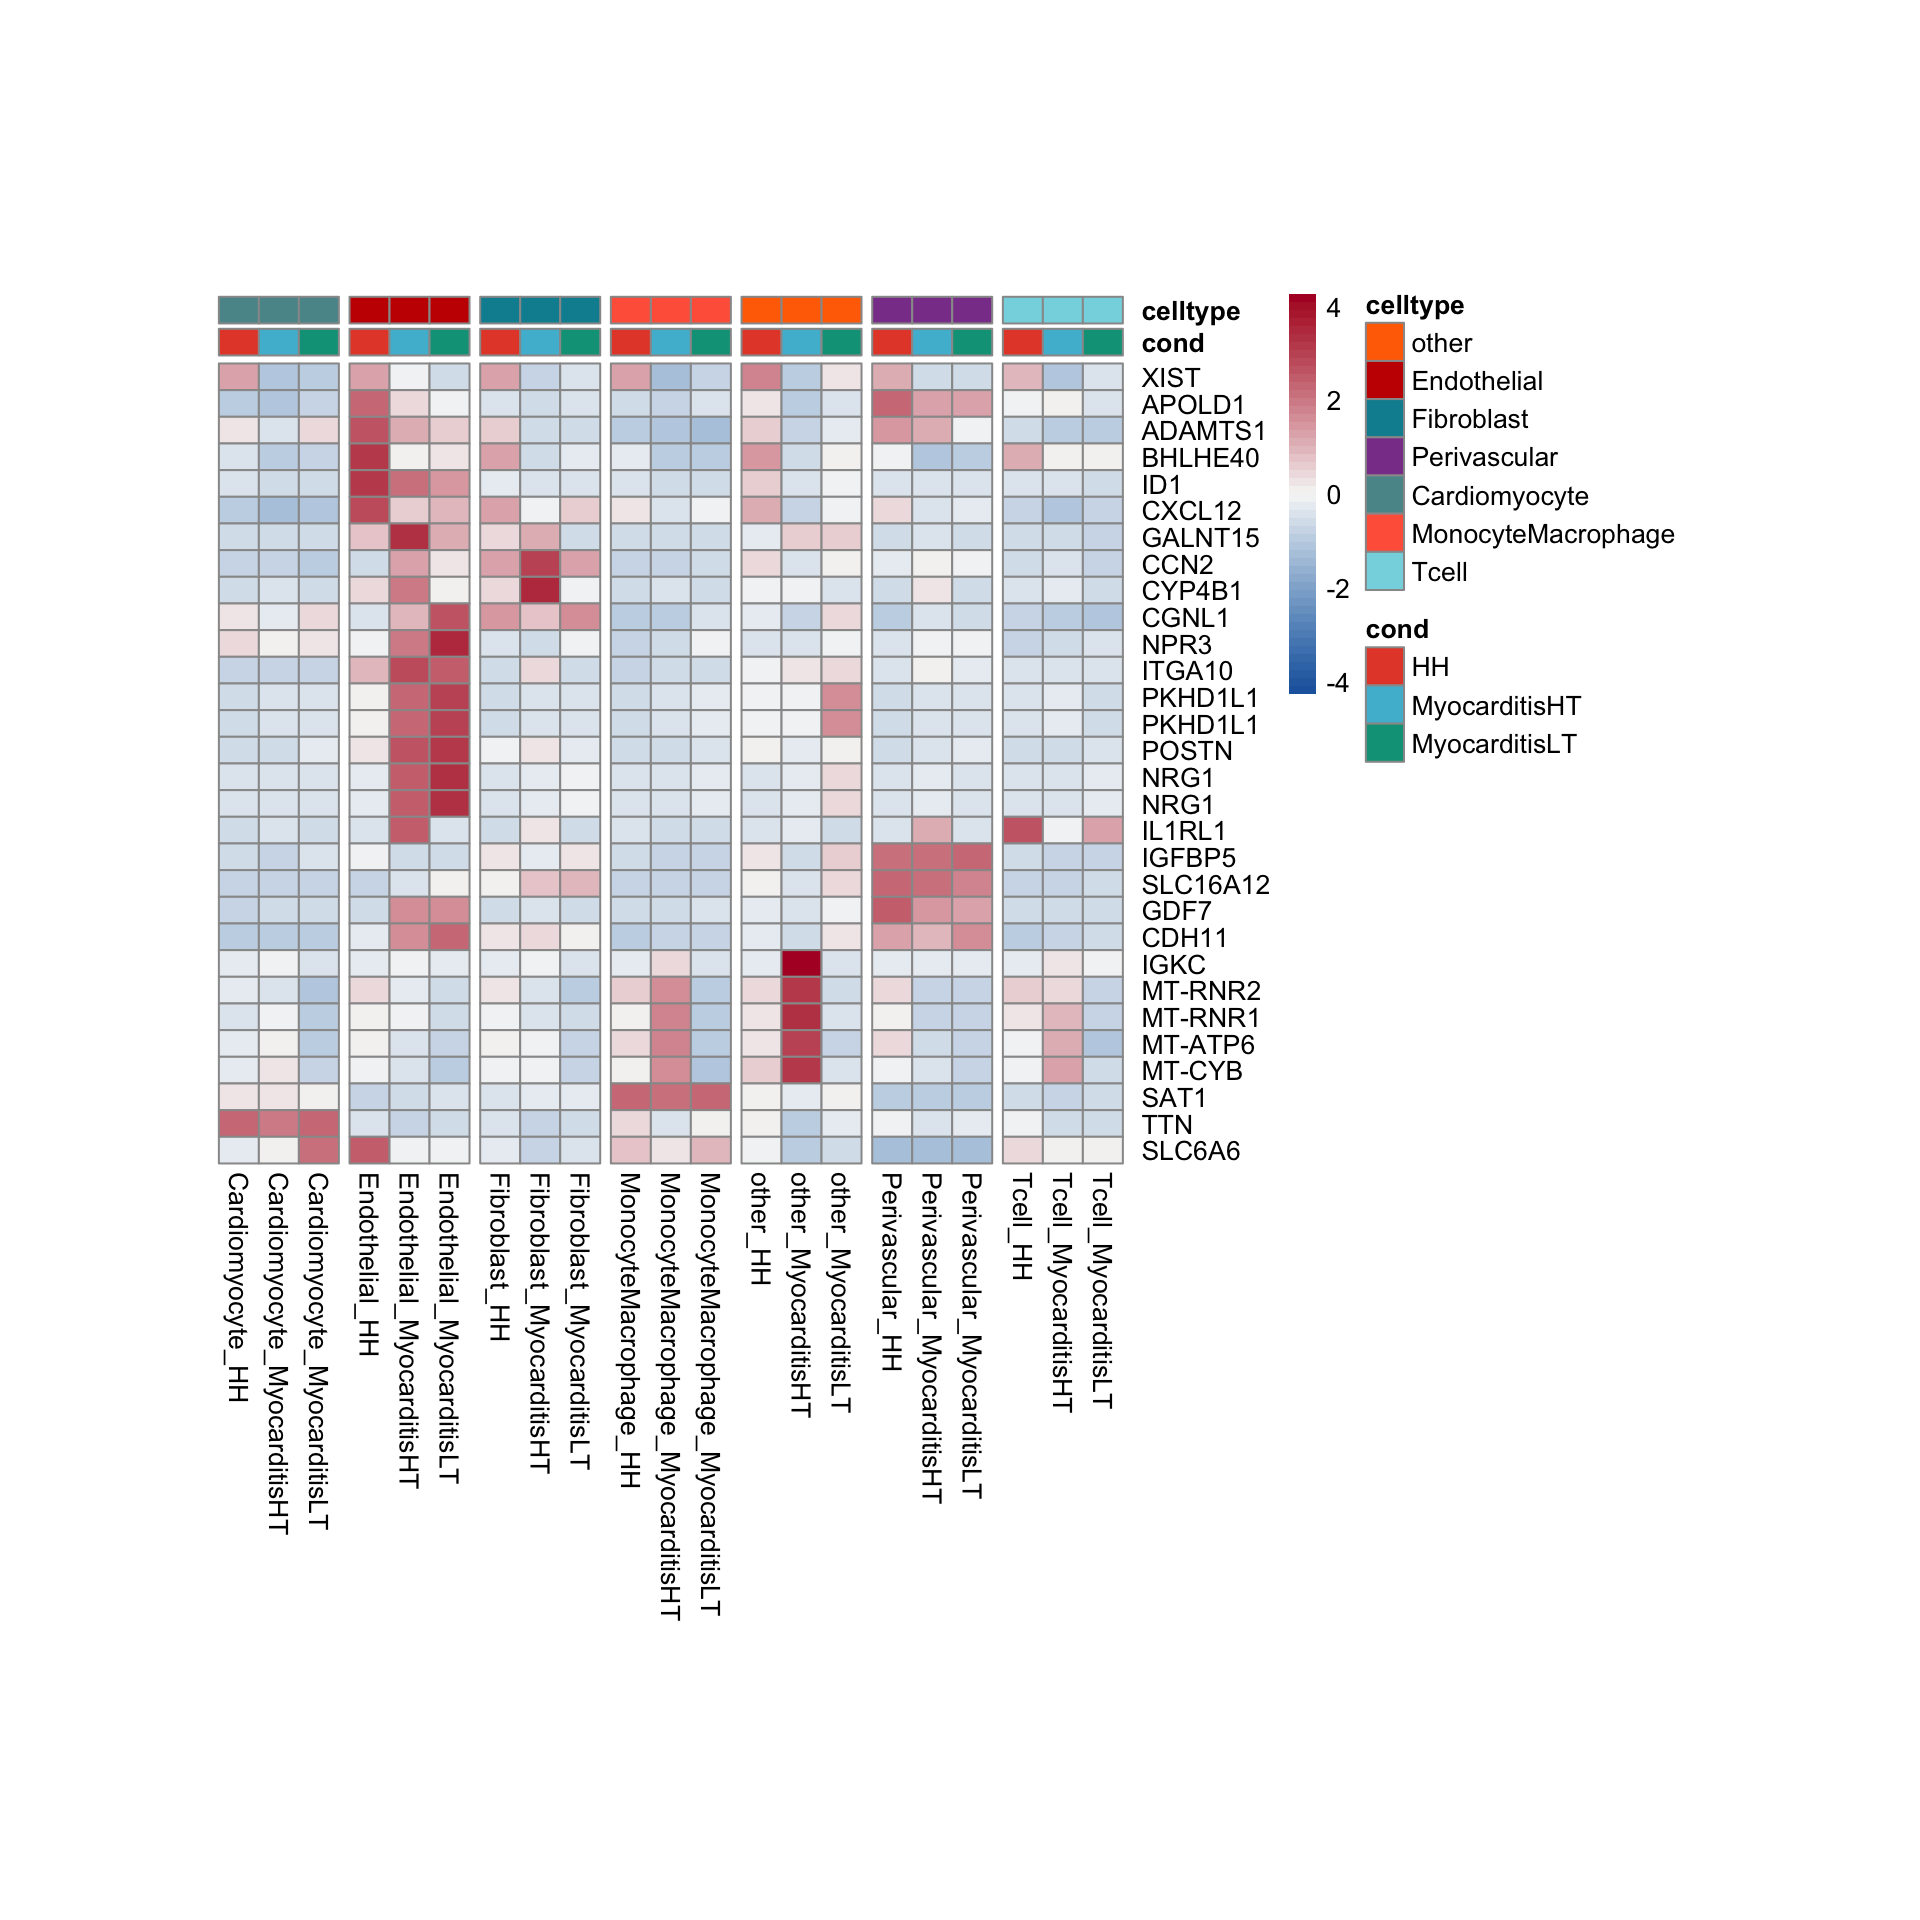 celltype
cond
XIST
APOLD1
ADAMTS1
BHLHE40
ID1
CXCL12
GALNT15
CCN2
CYP4B1
CGNL1
NPR3
ITGA10
PKHD1L1
PKHD1L1
POSTN
NRG1
NRG1
IL1RL1
IGFBP5
SLC16A12
GDF7
CDH11
IGKC
MT-RNR2
MT-RNR1
MT-ATP6
MT-CYB
SAT1
TTN
SLC6A6
4
2
0
-2
-4
celltype
other
Endothelial
Fibroblast
Perivascular
Cardiomyocyte
MonocyteMacrophage
Tcell
cond
HH
MyocarditisHT
MyocarditisLT
Cardiomyocyte_HH
Cardiomyocyte_MyocarditisHT
Cardiomyocyte_MyocarditisLT
Endothelial_HH
Endothelial_MyocarditisHT
Endothelial_MyocarditisLT
Fibroblast_HH
Fibroblast_MyocarditisHT
Fibroblast_MyocarditisLT
MonocyteMacrophage_HH
MonocyteMacrophage_MyocarditisHT
MonocyteMacrophage_MyocarditisLT
other_HH
other_MyocarditisHT
other_MyocarditisLT
Perivascular_HH
Perivascular_MyocarditisHT
Perivascular_MyocarditisLT
Tcell_HH
Tcell_MyocarditisHT
Tcell_MyocarditisLT